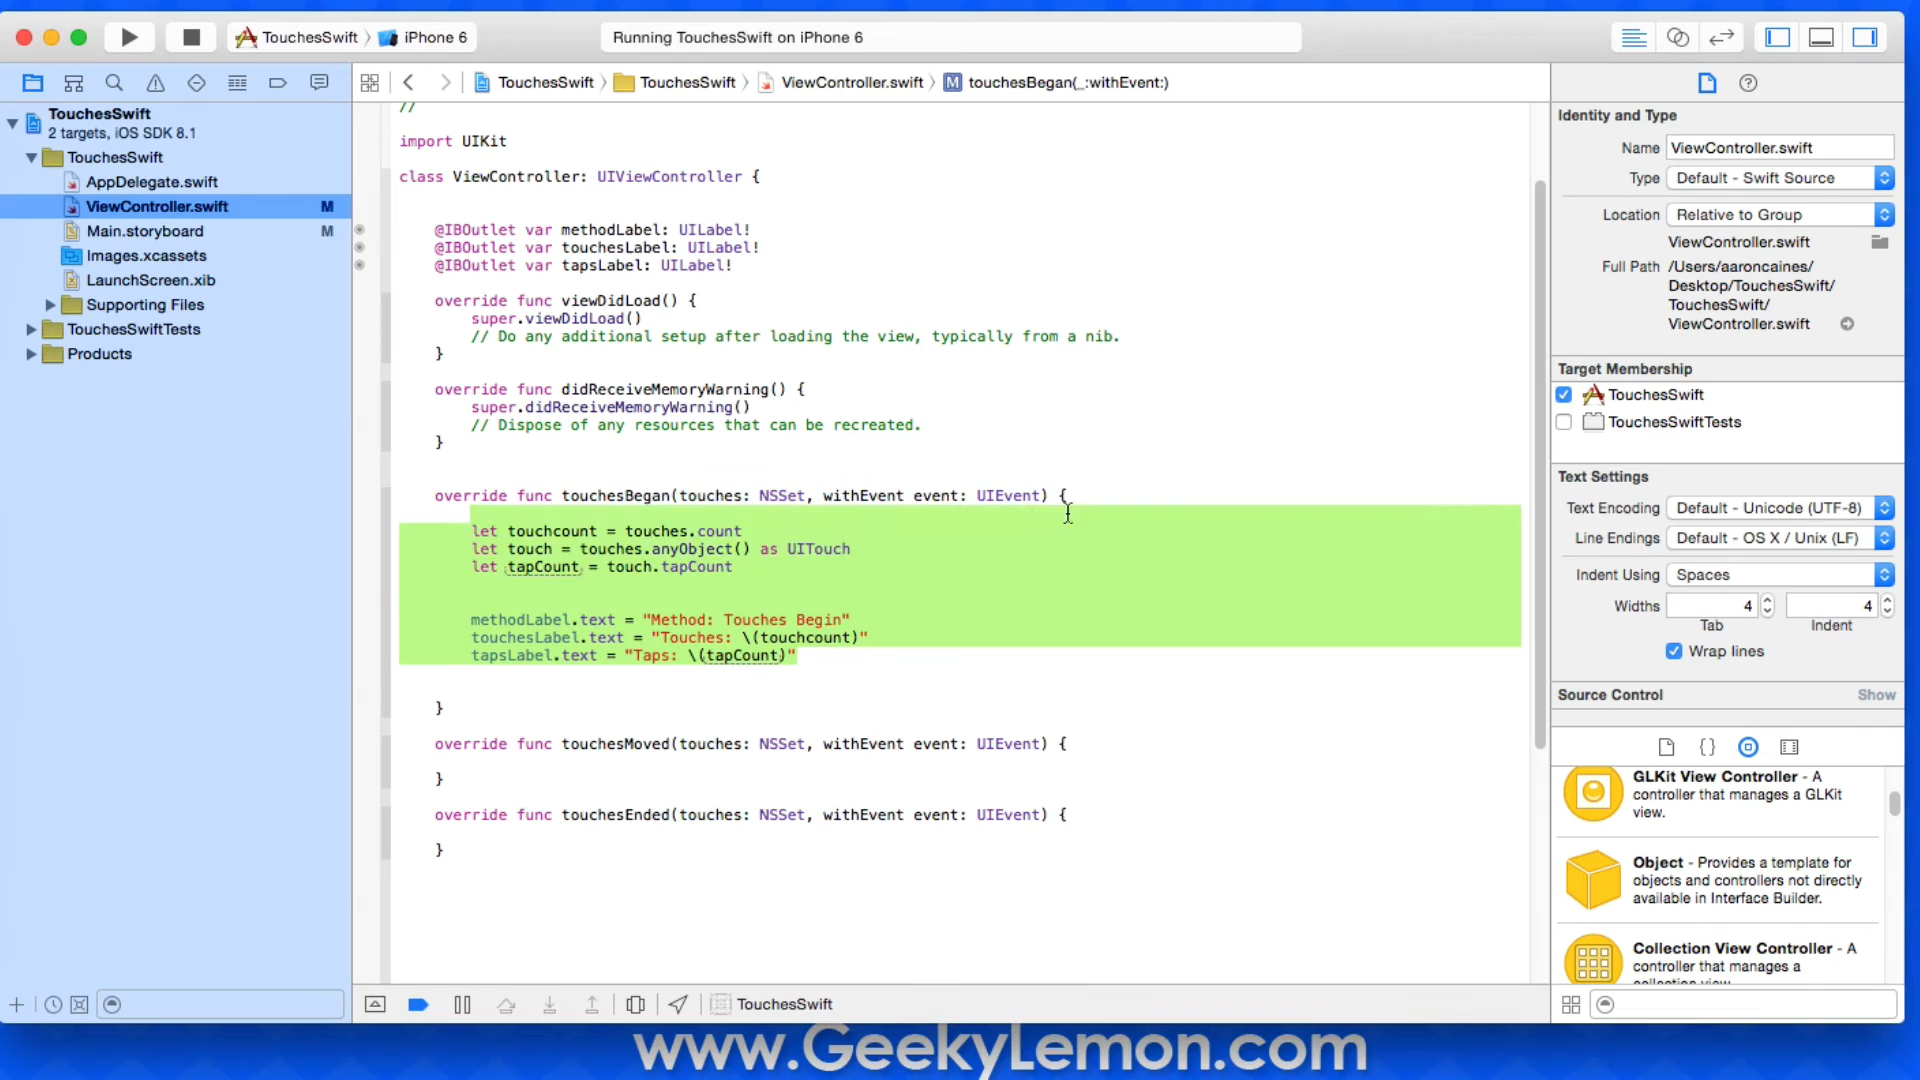 TouchesSwift
iPhone 6
Running TouchesSwift on iPhone 6
TouchesSwift
TouchesSwift
ViewController.swift
M
touchesBegan(_:withEvent:)
TouchesSwift
2 targets, iOS SDK 8.1
TouchesSwift
AppDelegate.swift
ViewController.swift
M
Main.storyboard
M
Images.xcassets
LaunchScreen.xib
Supporting Files
TouchesSwiftTests
Products
//
import UIKit
class ViewController: UIViewController {
@IBOutlet var methodLabel: UILabel!
@IBOutlet var touchesLabel: UILabel!
@IBOutlet var tapsLabel: UILabel!
override func viewDidLoad() {
super.viewDidLoad()
// Do any additional setup after loading the view, typically from a nib.
}
override func didReceiveMemoryWarning() {
super.didReceiveMemoryWarning()
// Dispose of any resources that can be recreated.
}
override func touchesBegan(touches: NSSet, withEvent event: UIEvent) {
let touchcount = touches.count
let touch = touches.anyObject() as UITouch
let tapCount = touch.tapCount
methodLabel.text = "Method: Touches Begin"
touchesLabel.text = "Touches: \(touchcount)"
tapsLabel.text = "Taps: \(tapCount)"
}
override func touchesMoved(touches: NSSet, withEvent event: UIEvent) {
}
override func touchesEnded(touches: NSSet, withEvent event: UIEvent) {
}
TouchesSwift
Identity and Type
Name ViewController.swift
Type Default - Swift Source
Location Relative to Group
ViewController.swift
Full Path /Users/aaroncaines/
Desktop/TouchesSwift/
TouchesSwift/
ViewController.swift
Target Membership
TouchesSwift
TouchesSwiftTests
Text Settings
Text Encoding Default - Unicode (UTF-8)
Line Endings Default - OS X / Unix (LF)
Indent Using Spaces
Widths 4 4
Tab Indent
Wrap lines
Source Control Show
{}
GLKit View Controller - A
controller that manages a GLKit
view.
Object - Provides a template for
objects and controllers not directly
available in Interface Builder.
Collection View Controller - A
controller that manages a
collection view.
www.GeekyLemon.com